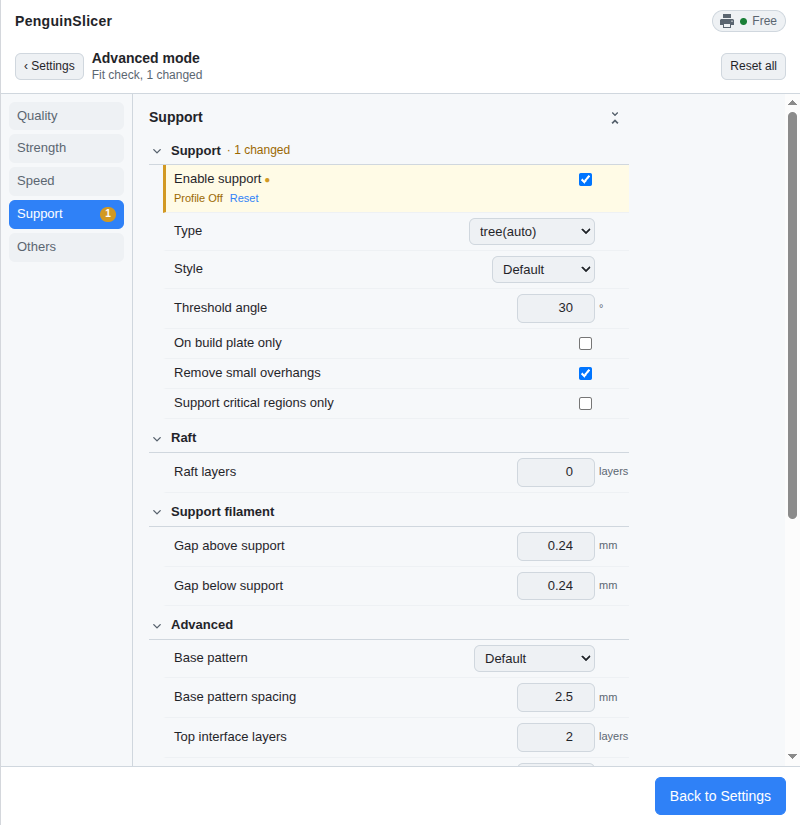 PenguinSlicer
Free
‹ Settings
Advanced mode
Fit check, 1 changed
Reset all
Quality
Strength
Speed
Support 1
Others
Support
Support · 1 changed
Enable support •
Profile Off Reset
Type tree(auto)
Style Default
Threshold angle 30 °
On build plate only
Remove small overhangs
Support critical regions only
Raft
Raft layers 0 layers
Support filament
Gap above support 0.24 mm
Gap below support 0.24 mm
Advanced
Base pattern Default
Base pattern spacing 2.5 mm
Top interface layers 2 layers
Back to Settings